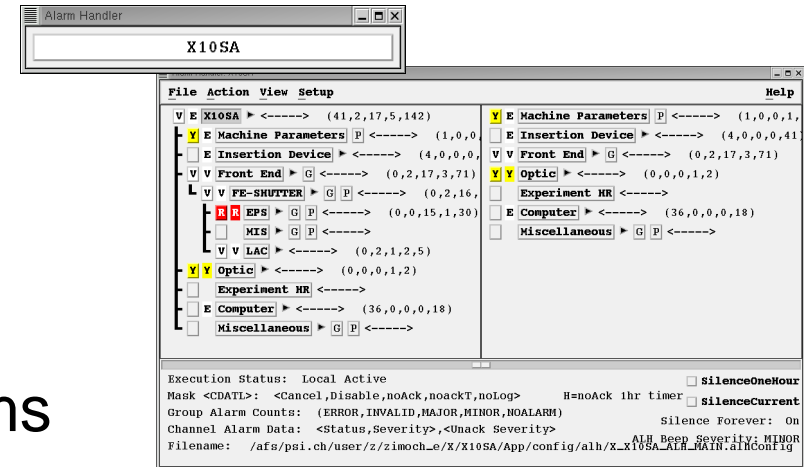 Alarm Handler
X10SA
File Action View Setup Help
V E X10SA <-----> (41,2,17,5,142)
Y E Machine Parameters P <-----> (1,0,0,
E Insertion Device <-----> (4,0,0,0,
V V Front End G <-----> (0,2,17,3,71)
V V FE-SHUTTER G P <-----> (0,2,16,
R R EPS G P <-----> (0,0,15,1,30)
MIS G P <----->
V V LAC <-----> (0,2,1,2,5)
Y Y Optic <-----> (0,0,0,1,2)
Experiment HR <----->
E Computer <-----> (36,0,0,0,18)
Miscellaneous G P <----->
Y E Machine Parameters P <-----> (1,0,0,1,
E Insertion Device <-----> (4,0,0,0,41)
V V Front End G <-----> (0,2,17,3,71)
Y Y Optic <-----> (0,0,0,1,2)
Experiment HR <----->
E Computer <-----> (36,0,0,0,18)
Miscellaneous G P <----->
ns
Execution Status: Local Active
SilenceOneHour
Mask <CDATL>: <Cancel,Disable,noAck,noackT,noLog> H=noAck 1hr timer
SilenceCurrent
Group Alarm Counts: (ERROR,INVALID,MAJOR,MINOR,NOALARM)
Silence Forever: On
Channel Alarm Data: <Status,Severity>,<Unack Severity>
ALH Beep Severity: MINOR
Filename: /afs/psi.ch/user/z/zimoch_e/X/X10SA/App/config/alh/X_X10SA_ALH_MAIN.alhConfig